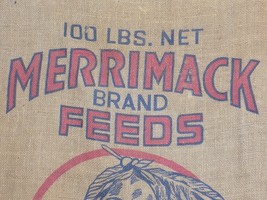 100 LBS. NET
MERRIMACK
BRAND
FEEDS